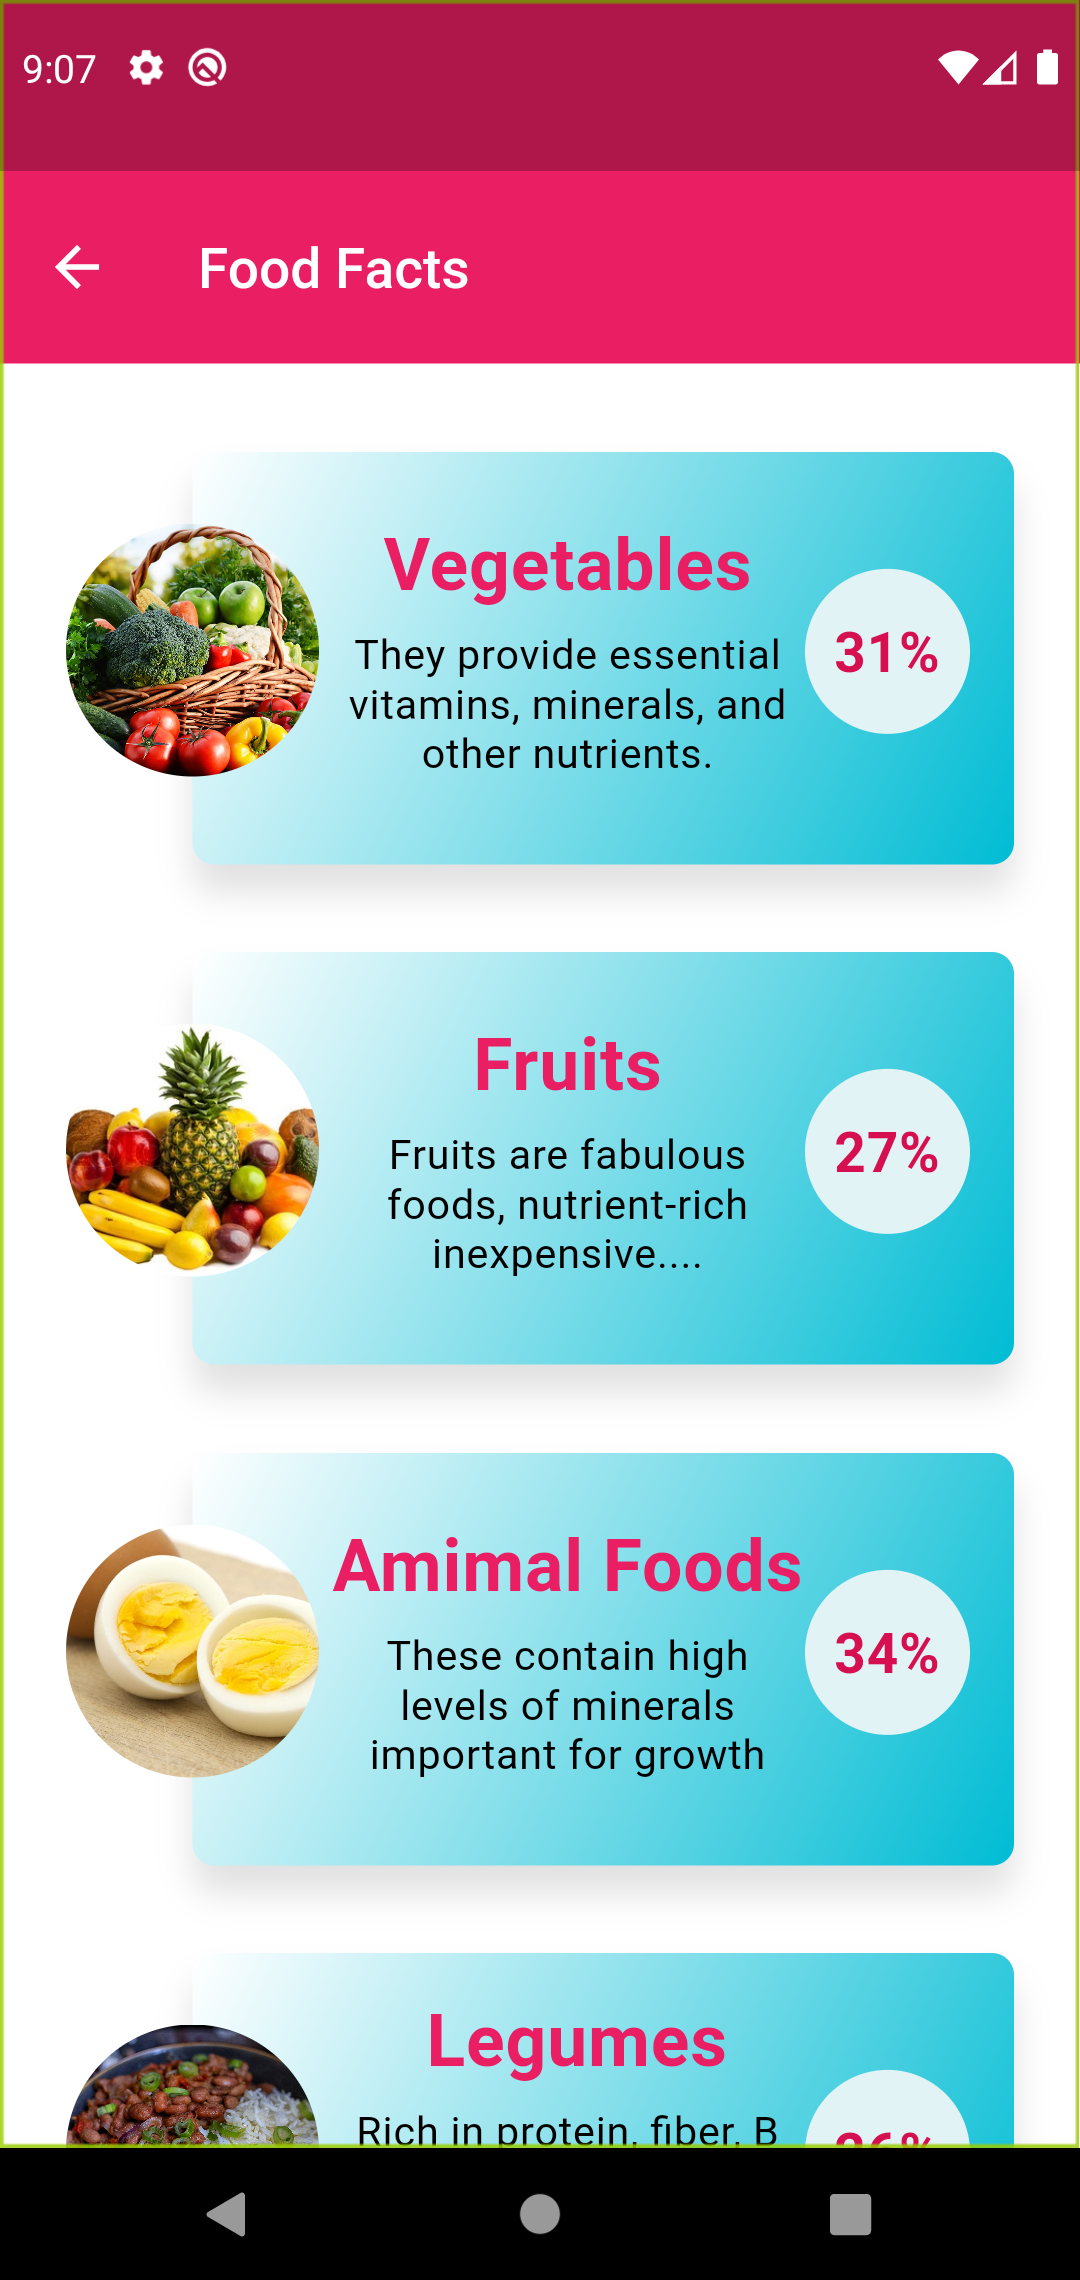 9:07
Food Facts
Vegetables
They provide essential
vitamins, minerals, and
other nutrients.
31%
Fruits
Fruits are fabulous
foods, nutrient-rich
inexpensive....
27%
Amimal Foods
These contain high
levels of minerals
important for growth
34%
Legumes
Rich in protein, fiber, B